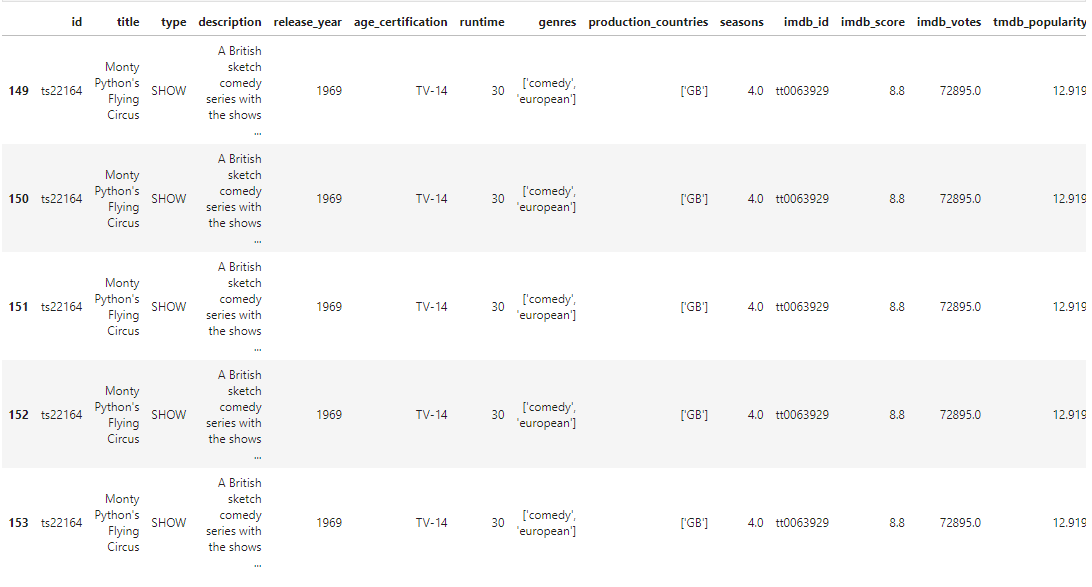 id title type description release_year age_certification runtime genres production_countries seasons imdb_id imdb_score imdb_votes tmdb_popularity
A British
sketch
Monty
Python's
comedy
['comedy',
149 ts22164 SHOW series with 1969 TV-14 30 ['GB'] 4.0 tt0063929 8.8 72895.0 12.919
Flying
'european']
Circus
the shows
...
A British
sketch
Monty
Python's
comedy
['comedy',
150 ts22164 SHOW series with 1969 TV-14 30 ['GB'] 4.0 tt0063929 8.8 72895.0 12.919
Flying
'european']
Circus
the shows
...
A British
sketch
Monty
Python's
comedy
['comedy',
151 ts22164 SHOW series with 1969 TV-14 30 ['GB'] 4.0 tt0063929 8.8 72895.0 12.919
Flying
'european']
Circus
the shows
...
A British
sketch
Monty
Python's
comedy
['comedy',
152 ts22164 SHOW series with 1969 TV-14 30 ['GB'] 4.0 tt0063929 8.8 72895.0 12.919
Flying
'european']
Circus
the shows
...
A British
sketch
Monty
Python's
comedy
['comedy',
153 ts22164 SHOW series with 1969 TV-14 30 ['GB'] 4.0 tt0063929 8.8 72895.0 12.919
Flying
'european']
Circus
the shows
...